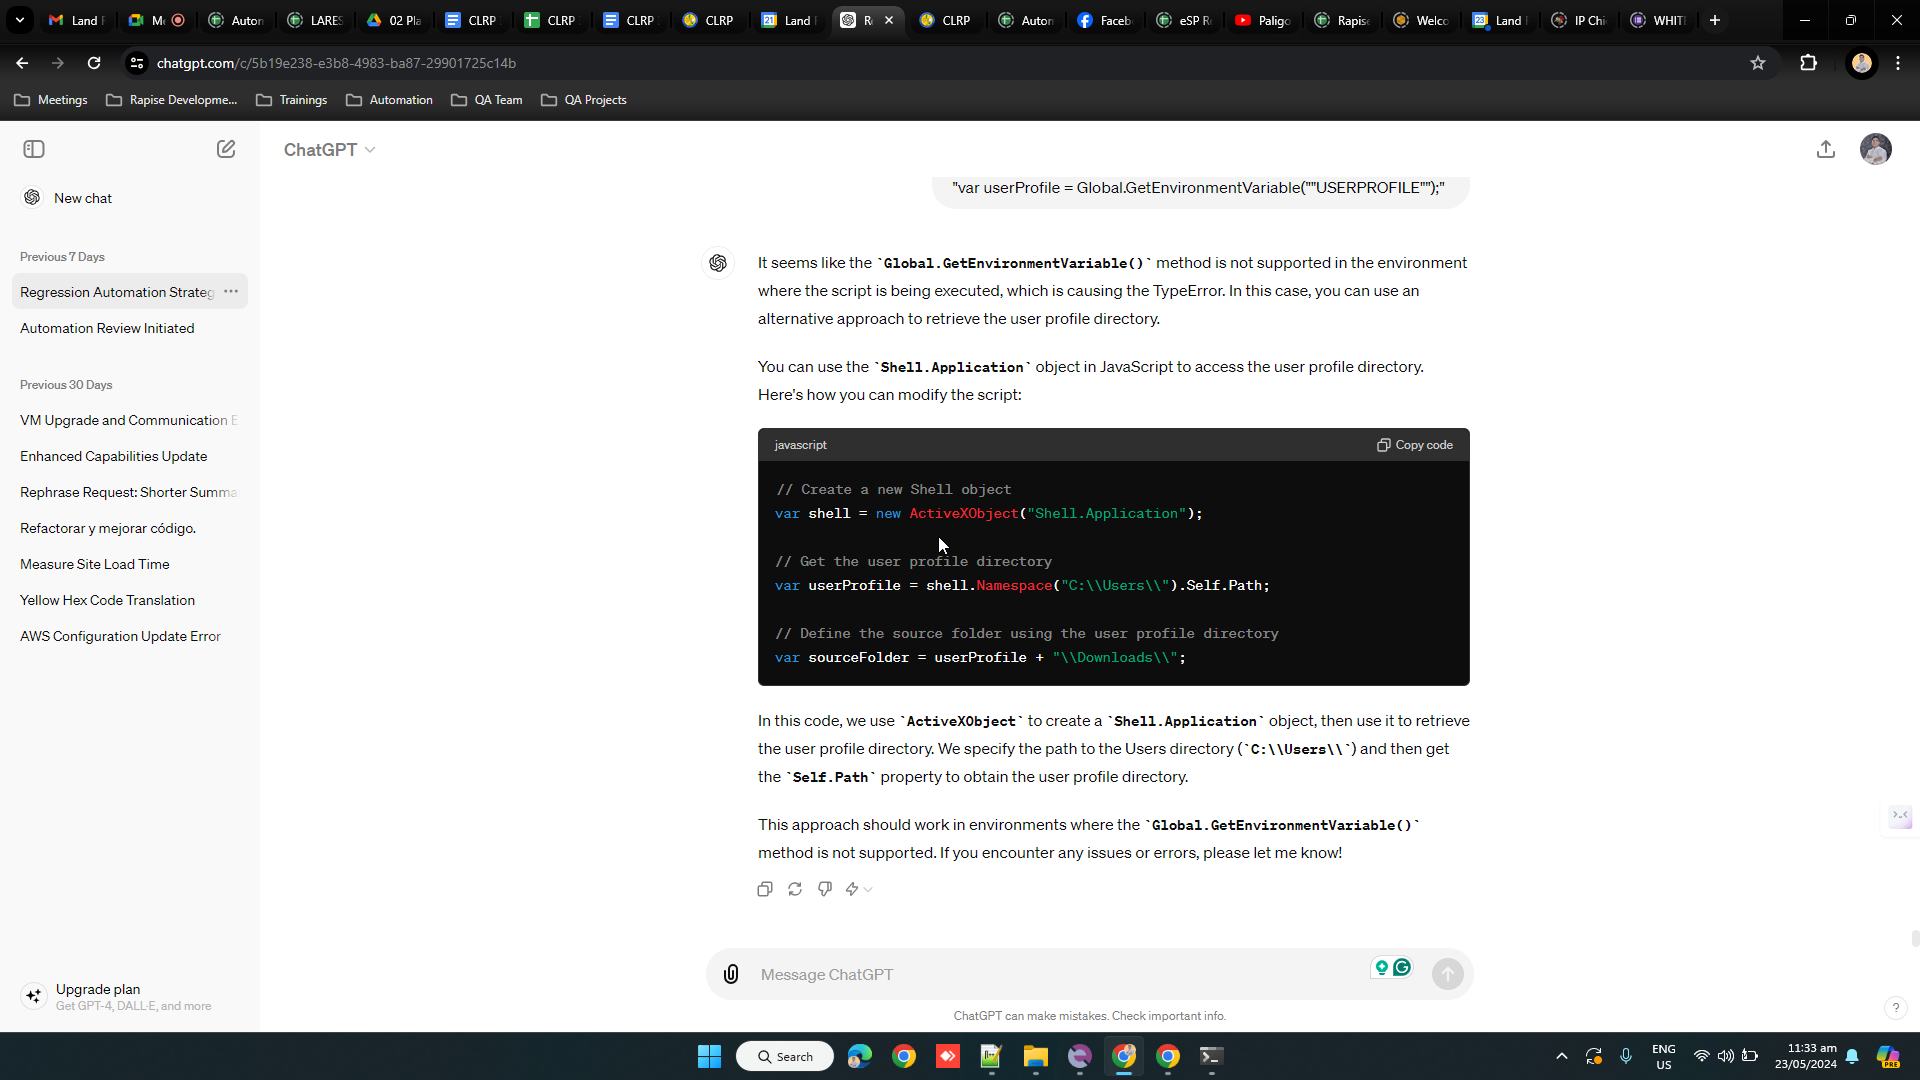 Land F
Me
Auton
LARES
02 Pla
CLRP
CLRP
CLRP
CLRP
Land F
Re
CLRP
Auton
Faceb
eSP Re
Paligo
Rapise
Welco
Land
IP Chi
WHIT
chatgpt.com/c/5b19e238-e3b8-4983-ba87-29901725c14b
Meetings
Rapise Developme...
Trainings
Automation
QA Team
QA Projects
ChatGPT
New chat
Previous 7 Days
Regression Automation Strateg
Automation Review Initiated
Previous 30 Days
VM Upgrade and Communication E
Enhanced Capabilities Update
Rephrase Request: Shorter Summa
Refactorar y mejorar código.
Measure Site Load Time
Yellow Hex Code Translation
AWS Configuration Update Error
Upgrade plan
Get GPT-4, DALL·E, and more
"var userProfile = Global.GetEnvironmentVariable(""USERPROFILE"");"
It seems like the `Global.GetEnvironmentVariable()` method is not supported in the environment
where the script is being executed, which is causing the TypeError. In this case, you can use an
alternative approach to retrieve the user profile directory.
You can use the `Shell.Application` object in JavaScript to access the user profile directory.
Here's how you can modify the script:
javascript
Copy code
// Create a new Shell object
var shell = new ActiveXObject("Shell.Application");
// Get the user profile directory
var userProfile = shell.Namespace("C:\\Users\\").Self.Path;
// Define the source folder using the user profile directory
var sourceFolder = userProfile + "\\Downloads\\";
In this code, we use `ActiveXObject` to create a `Shell.Application` object, then use it to retrieve
the user profile directory. We specify the path to the Users directory (`C:\\Users\\`) and then get
the `Self.Path` property to obtain the user profile directory.
This approach should work in environments where the `Global.GetEnvironmentVariable()`
method is not supported. If you encounter any issues or errors, please let me know!
Message ChatGPT
ChatGPT can make mistakes. Check important info.
?
Search
ENG
US
11:33 am
23/05/2024